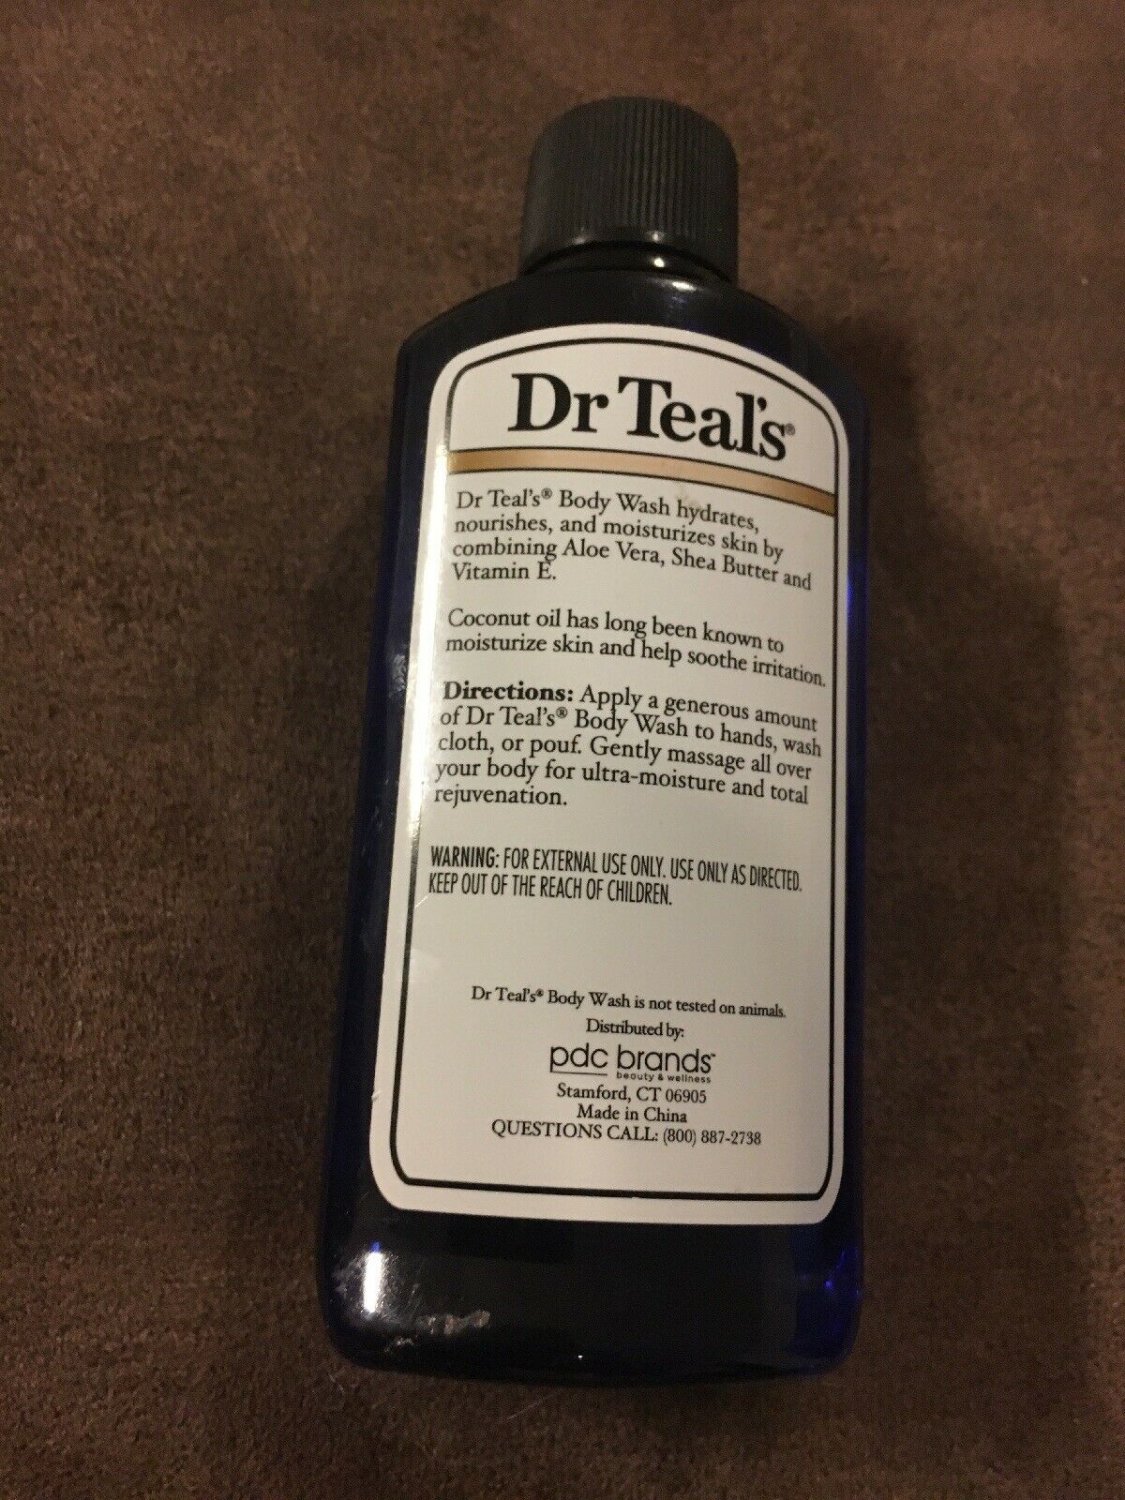 Dr Teal's®
Dr Teal's® Body Wash hydrates,
nourishes, and moisturizes skin by
combining Aloe Vera, Shea Butter and
Vitamin E.
Coconut oil has long been known to
moisturize skin and help soothe irritation.
Directions: Apply a generous amount
of Dr Teal's® Body Wash to hands, wash
cloth, or pouf. Gently massage all over
your body for ultra-moisture and total
rejuvenation.
WARNING: FOR EXTERNAL USE ONLY. USE ONLY AS DIRECTED.
KEEP OUT OF THE REACH OF CHILDREN.
Dr Teal's® Body Wash is not tested on animals.
Distributed by:
pdc brands™
beauty & wellness
Stamford, CT 06905
Made in China
QUESTIONS CALL: (800) 887-2738